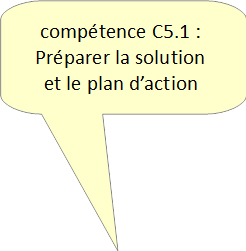 compétence C5.1 :
Préparer la solution
et le plan d’action